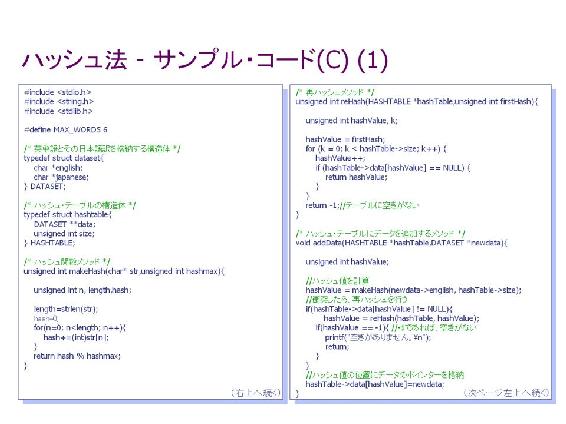 ハッシュ法 - サンプル・コード(C) (1)
#include <stdio.h>
#include <string.h>
#include <stdlib.h>
#define MAX_WORDS 6
/* 英単語とその日本語訳を格納する構造体 */
typedef struct dataset{
char *english;
char *japanese;
} DATASET;
/* ハッシュ・テーブルの構造体 */
typedef struct hashtable{
DATASET **data;
unsigned int size;
} HASHTABLE;
/* ハッシュ関数メソッド */
unsigned int makeHash(char* str,unsigned int hashmax){
unsigned int n, length,hash;
length=strlen(str);
hash=0;
for(n=0; n<length; n++){
hash+=(int)str[n];
}
return hash % hashmax;
}
(右上へ続く)
/* 再ハッシュメソッド */
unsigned int reHash(HASHTABLE *hashTable,unsigned int firstHash){
unsigned int hashValue, k;
hashValue = firstHash;
for (k = 0; k < hashTable->size; k++) {
hashValue++;
if (hashTable->data[hashValue] == NULL) {
return hashValue;
}
}
return -1;//テーブルに空きがない
}
/* ハッシュ・テーブルにデータを追加するメソッド */
void addData(HASHTABLE *hashTable,DATASET *newdata){
unsigned int hashValue;
//ハッシュ値を計算
hashValue = makeHash(newdata->english, hashTable->size);
//衝突したら、再ハッシュを行う
if(hashTable->data[hashValue] != NULL){
hashValue = reHash(hashTable, hashValue);
if(hashValue ==-1){ //-1であれば、空きがない
printf("空きがありません。¥n");
return;
}
}
//ハッシュ値の位置にデータのポインターを格納
hashTable->data[hashValue]=newdata;
}
(次ページ左上へ続く)